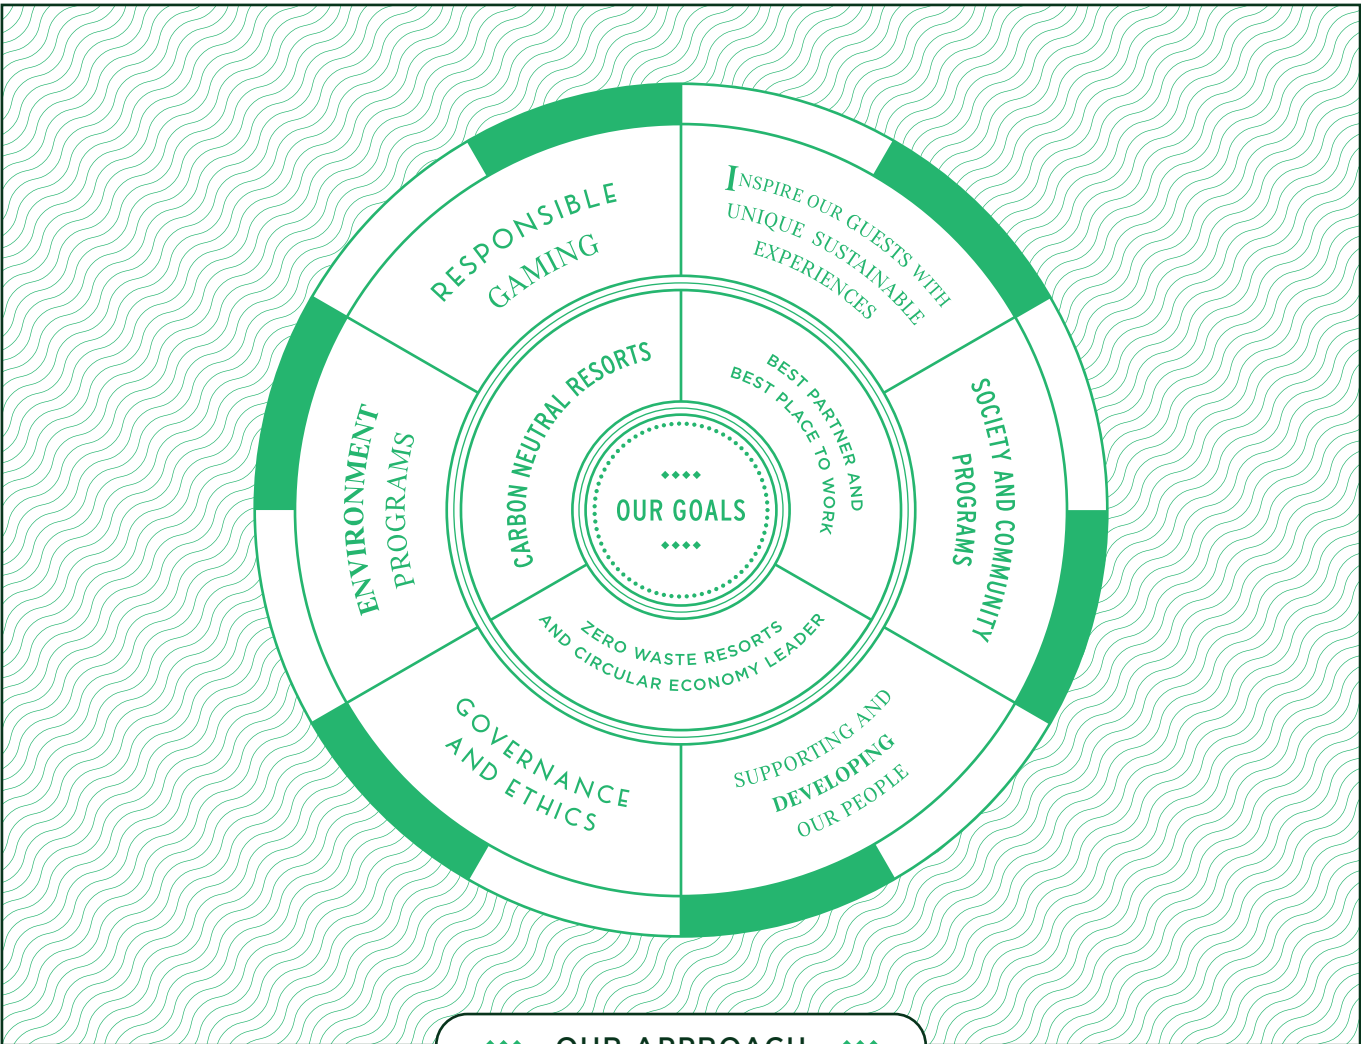 RESPONSIBLE
GAMING
INSPIRE OUR GUESTS WITH
UNIQUE SUSTAINABLE
EXPERIENCES
ENVIRONMENT
PROGRAMS
CARBON NEUTRAL RESORTS
BEST PARTNER AND
BEST PLACE TO WORK
SOCIETY AND COMMUNITY
PROGRAMS
OUR GOALS
ZERO WASTE RESORTS
AND CIRCULAR ECONOMY LEADER
GOVERNANCE
AND ETHICS
SUPPORTING AND
DEVELOPING
OUR PEOPLE
OUR APPROACH